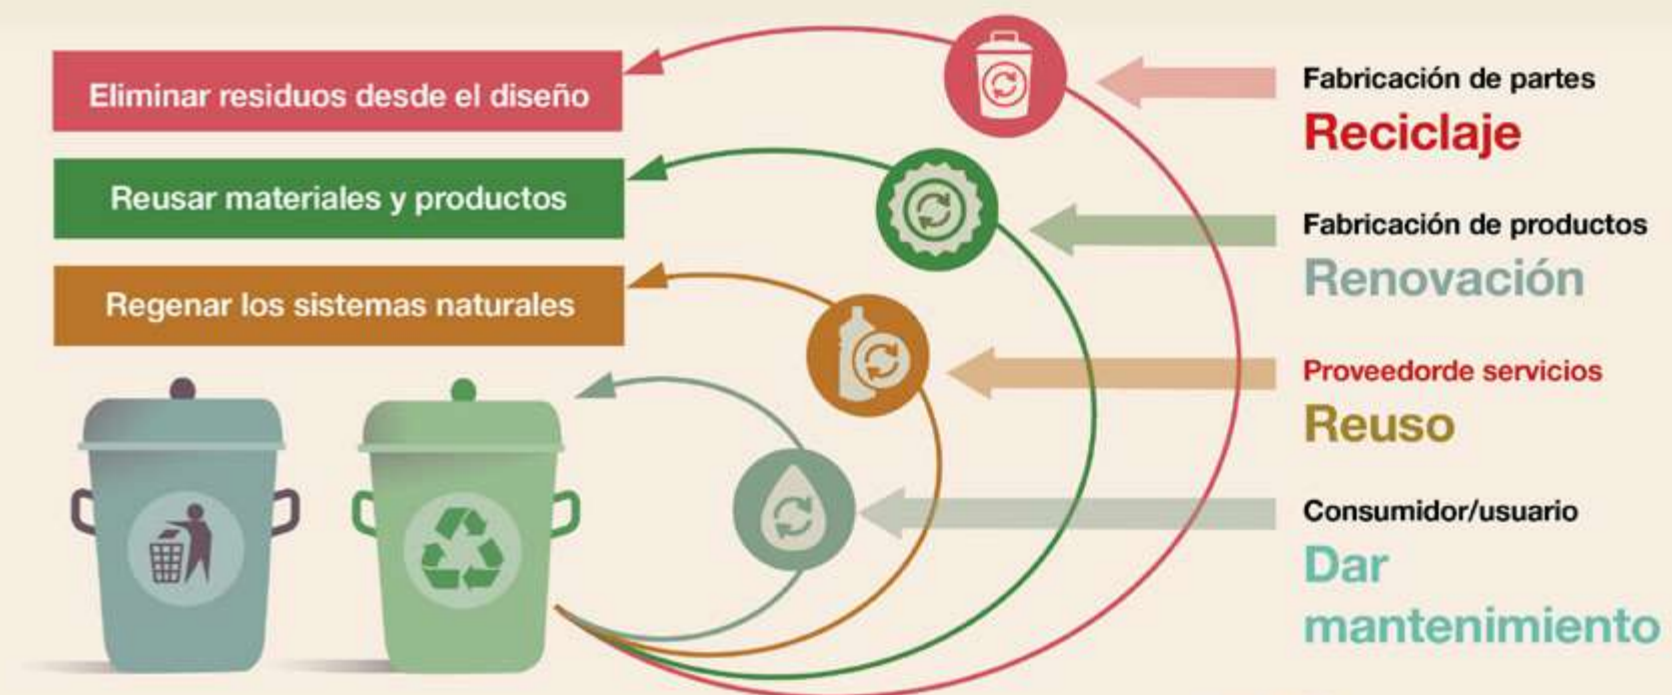 Eliminar residuos desde el diseño
Reusar materiales y productos
Regenar los sistemas naturales
Fabricación de partes
Reciclaje
Fabricación de productos
Renovación
Proveedorde servicios
Reuso
Consumidor/usuario
Dar
mantenimiento